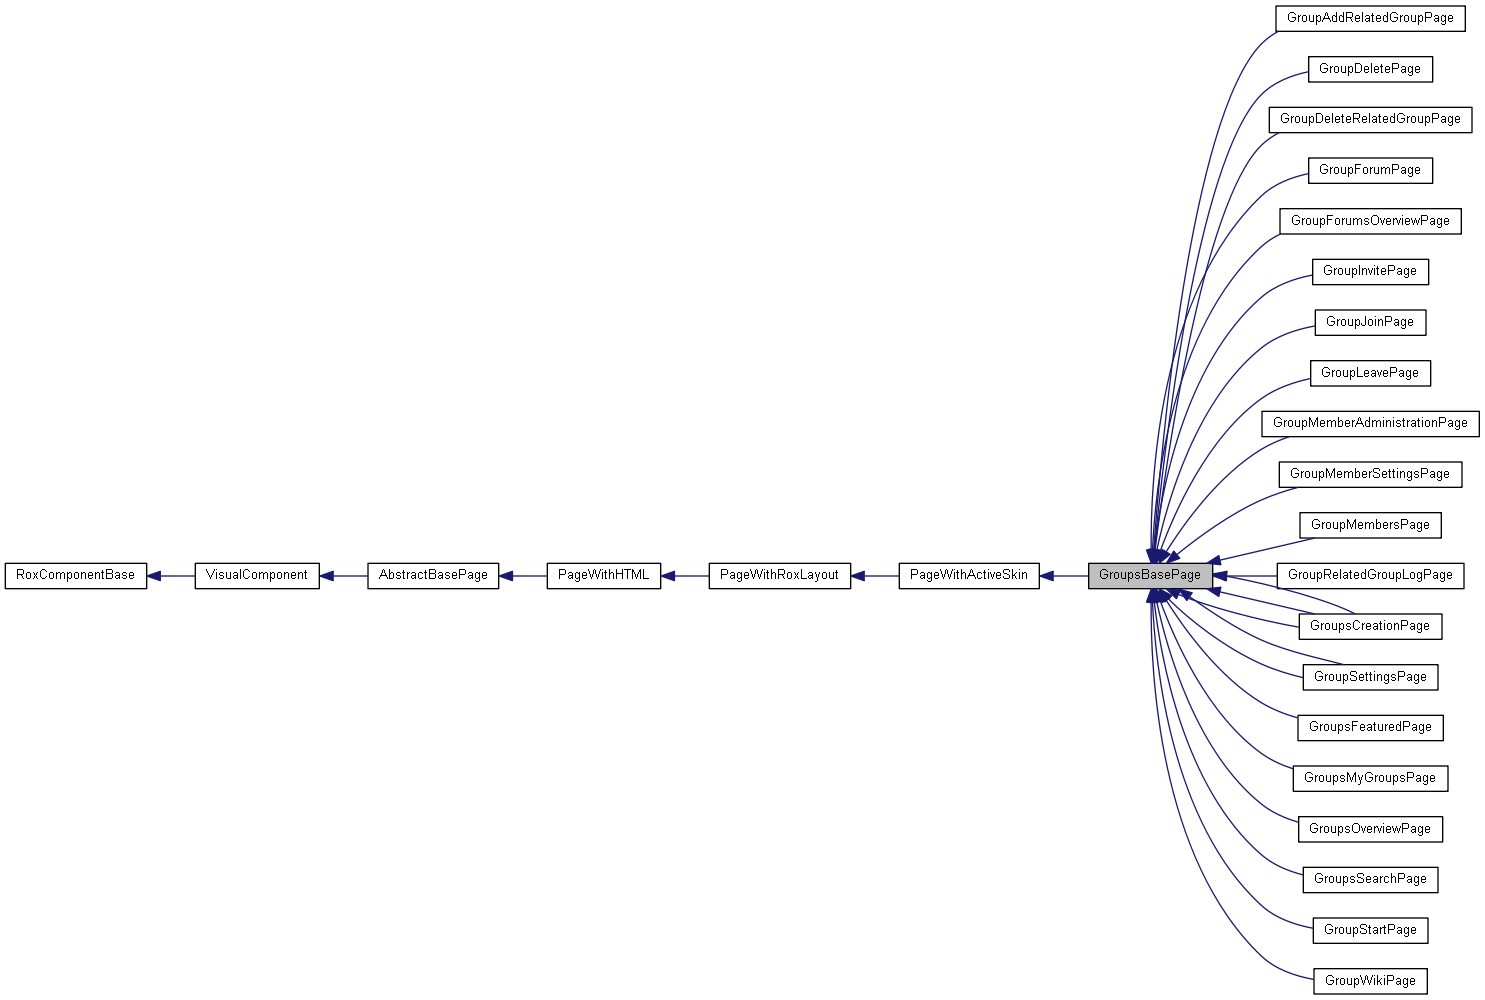 GroupAddRelatedGroupPage
GroupDeletePage
GroupDeleteRelatedGroupPage
GroupForumPage
GroupForumsOverviewPage
GroupInvitePage
GroupJoinPage
GroupLeavePage
GroupMemberAdministrationPage
GroupMemberSettingsPage
GroupMembersPage
RoxComponentBase
VisualComponent
AbstractBasePage
PageWithHTML
PageWithRoxLayout
PageWithActiveSkin
GroupsBasePage
GroupRelatedGroupLogPage
GroupsCreationPage
GroupSettingsPage
GroupsFeaturedPage
GroupsMyGroupsPage
GroupsOverviewPage
GroupsSearchPage
GroupStartPage
GroupWikiPage